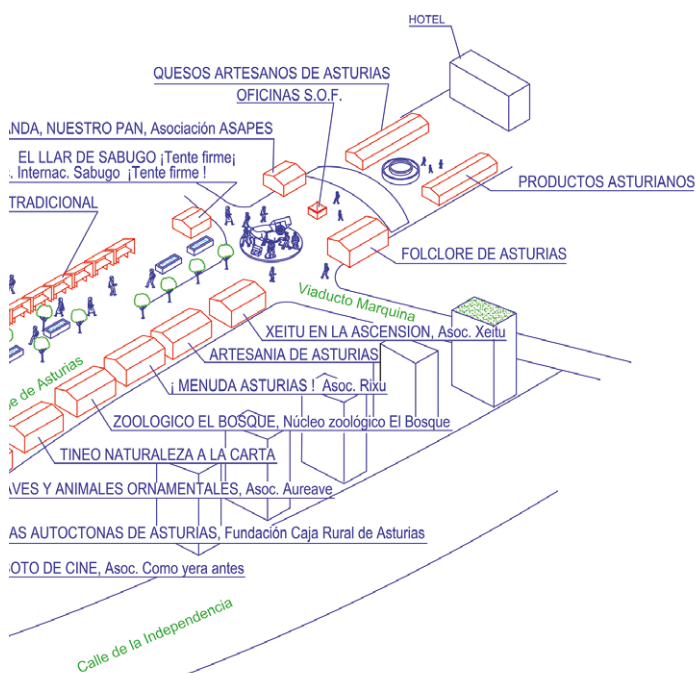 HOTEL
QUESOS ARTESANOS DE ASTURIAS
OFICINAS S.O.F.
ANDA, NUESTRO PAN, Asociación ASAPES
EL LLAR DE SABUGO ¡Tente firme¡
. Internac. Sabugo ¡Tente firme !
PRODUCTOS ASTURIANOS
TRADICIONAL
FOLCLORE DE ASTURIAS
Viaducto Marquina
XEITU EN LA ASCENSION, Asoc. Xeitu
ARTESANIA DE ASTURIAS
¡ MENUDA ASTURIAS ! Asoc. Rixu
de Asturias
ZOOLOGICO EL BOSQUE, Núcleo zoológico El Bosque
TINEO NATURALEZA A LA CARTA
AVES Y ANIMALES ORNAMENTALES, Asoc. Aureave
AS AUTOCTONAS DE ASTURIAS, Fundación Caja Rural de Asturias
OTO DE CINE, Asoc. Como yera antes
Calle de la Independencia